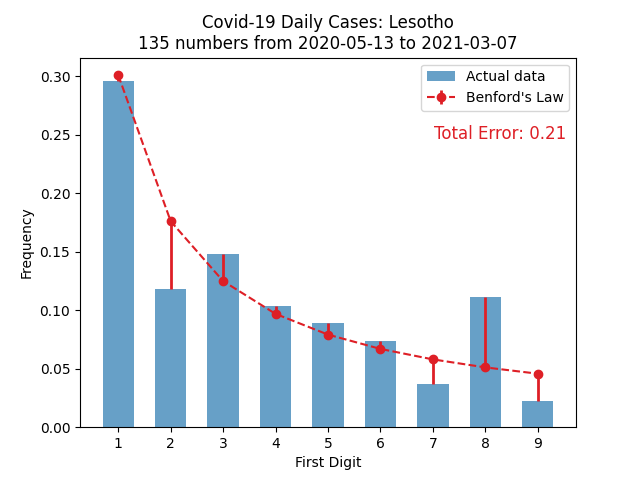 Covid-19 Daily Cases: Lesotho
135 numbers from 2020-05-13 to 2021-03-07
Actual data
Benford's Law
Total Error: 0.21
Frequency
0.30
0.25
0.20
0.15
0.10
0.05
0.00
1 2 3 4 5 6 7 8 9
First Digit